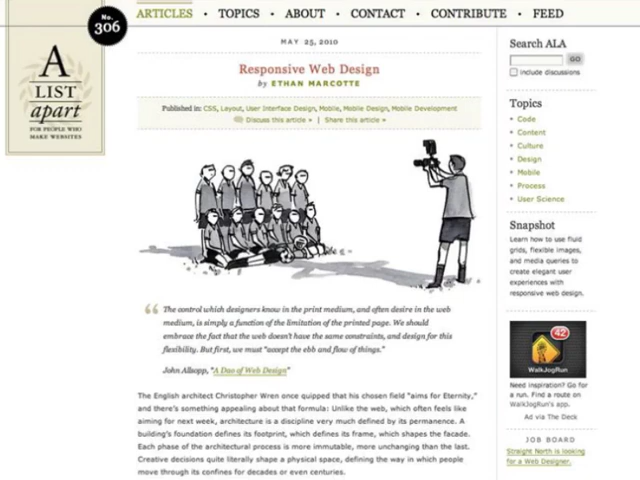 No.
306
A
LIST
apart
FOR PEOPLE WHO
MAKE WEBSITES
ARTICLES • TOPICS • ABOUT • CONTACT • CONTRIBUTE • FEED
MAY 25, 2010
Responsive Web Design
by ETHAN MARCOTTE
Published in: CSS, Layout, User Interface Design, Mobile, Mobile Design, Mobile Development
Discuss this article » | Share this article »
“ The control which designers know in the print medium, and often desire in the web
medium, is simply a function of the limitation of the printed page. We should
embrace the fact that the web doesn’t have the same constraints, and design for this
flexibility. But first, we must “accept the ebb and flow of things.”
John Allsopp, “A Dao of Web Design”
The English architect Christopher Wren once quipped that his chosen field “aims for Eternity,”
and there’s something appealing about that formula: Unlike the web, which often feels like
aiming for next week, architecture is a discipline very much defined by its permanence. A
building’s foundation defines its footprint, which defines its frame, which shapes the facade.
Each phase of the architectural process is more immutable, more unchanging than the last.
Creative decisions quite literally shape a physical space, defining the way in which people
move through its confines for decades or even centuries.
Search ALA
GO
include discussions
Topics
• Code
• Content
• Culture
• Design
• Mobile
• Process
• User Science
Snapshot
Learn how to use fluid
grids, flexible images,
and media queries to
create elegant user
experiences with
responsive web design.
42
WalkJogRun
Need inspiration? Go for
a run. Find a route on
WalkJogRun's app.
Ad via The Deck
JOB BOARD
Straight North is looking
for a Web Designer.